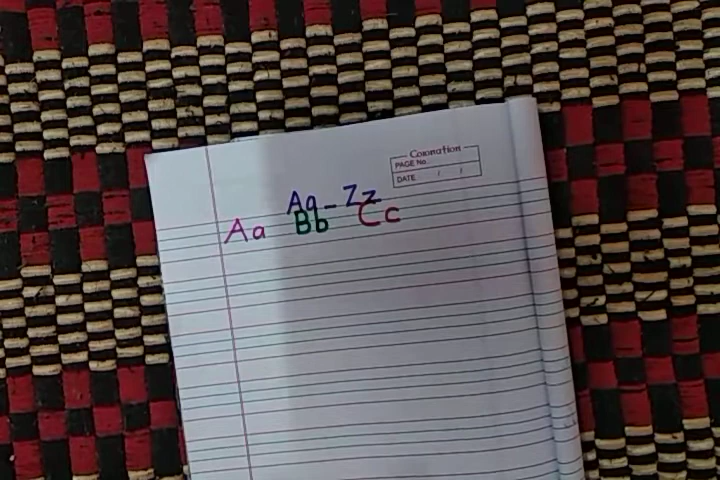 Coronation
PAGE No.
DATE / /
Aa - Zz
Aa Bb Cc